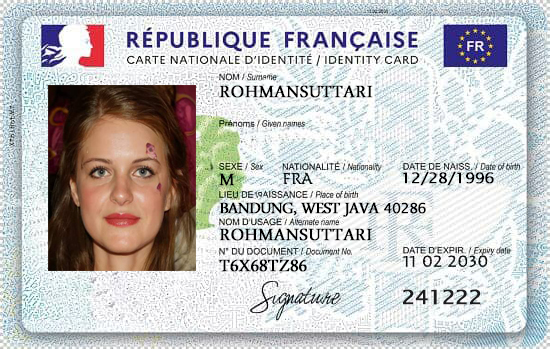 RÉPUBLIQUE FRANÇAISE
FR
CARTE NATIONALE D'IDENTITÉ / IDENTITY CARD
NOM / Surname
ROHMANSUTTARI
Prénoms / Given names
SEXE / Sex NATIONALITÉ / Nationality DATE DE NAISS. / Date of birth
M FRA 12/28/1996
LIEU DE NAISSANCE / Place of birth
BANDUNG, WEST JAVA 40286
NOM D'USAGE / Alternate name
ROHMANSUTTARI
N° DU DOCUMENT / Document No. DATE D'EXPIR. / Expiry date
T6X68TZ86 11 02 2030
Signature
241222